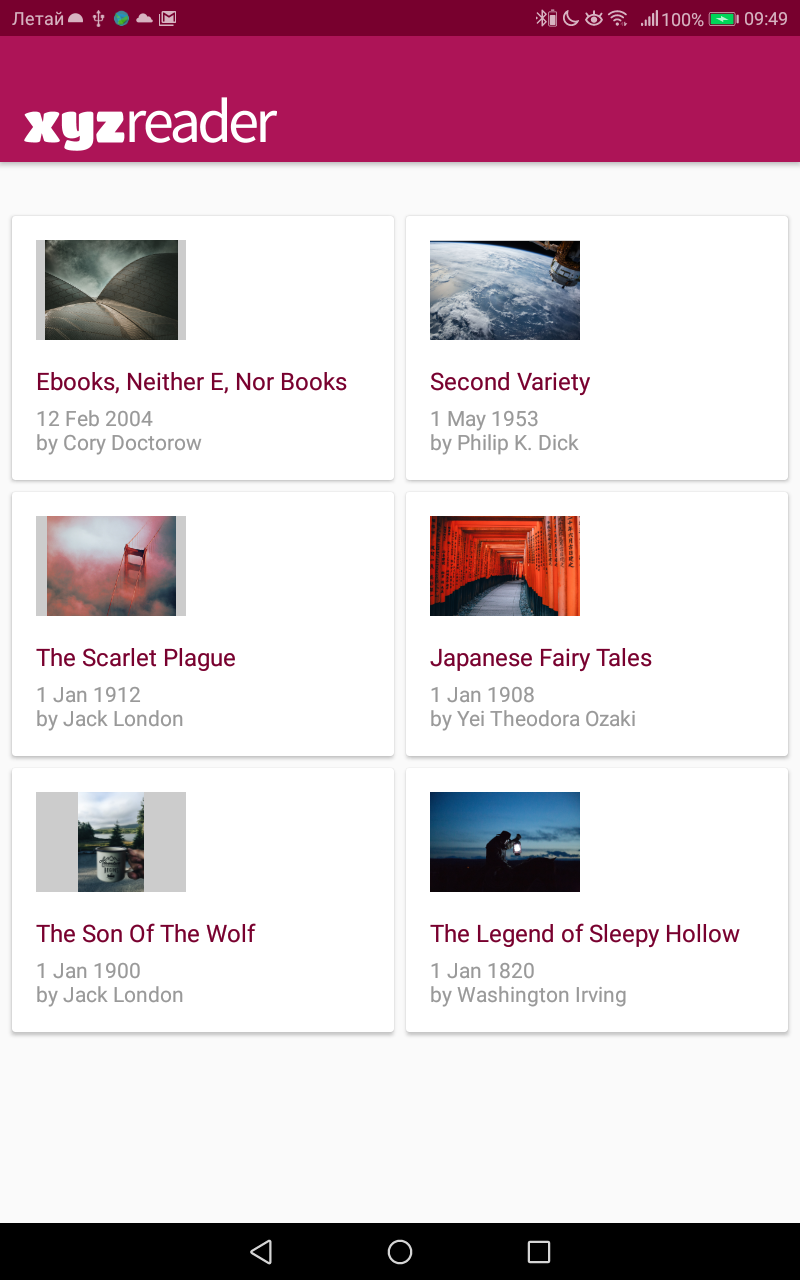 Летай
100%
09:49
xyzreader
Ebooks, Neither E, Nor Books
12 Feb 2004
by Cory Doctorow
Second Variety
1 May 1953
by Philip K. Dick
The Scarlet Plague
1 Jan 1912
by Jack London
Japanese Fairy Tales
1 Jan 1908
by Yei Theodora Ozaki
The Son Of The Wolf
1 Jan 1900
by Jack London
The Legend of Sleepy Hollow
1 Jan 1820
by Washington Irving